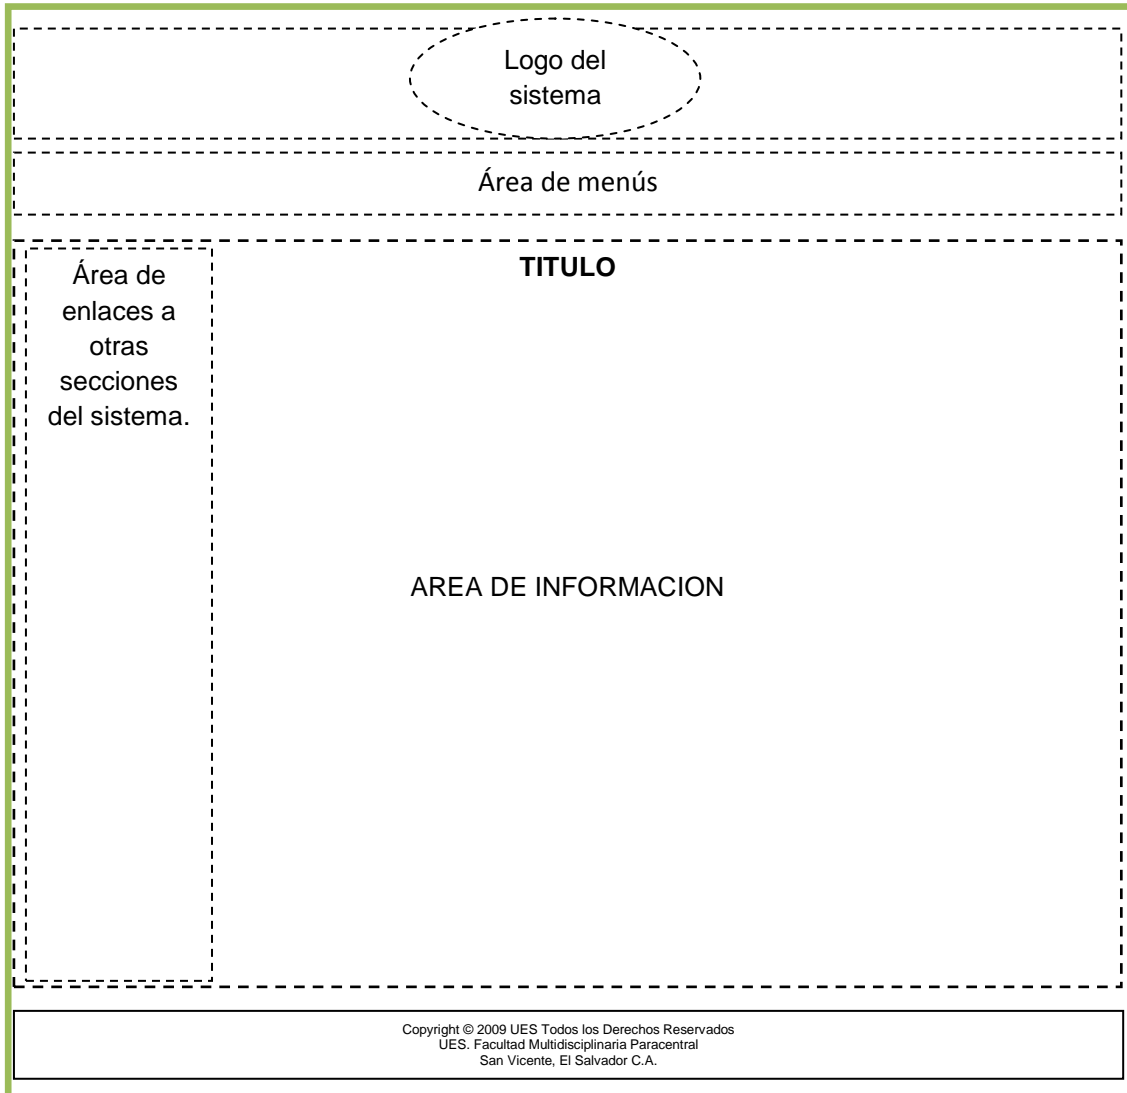 Logo del
sistema
Área de menús
TITULO
Área de
enlaces a
otras
secciones
del sistema.
AREA DE INFORMACION
Copyright © 2009 UES Todos los Derechos Reservados
UES. Facultad Multidisciplinaria Paracentral
San Vicente, El Salvador C.A.